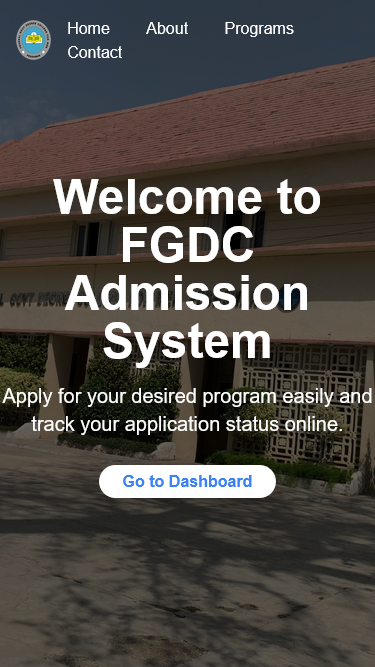 Home About Programs
Contact
Welcome to
FGDC
Admission
System
Apply for your desired program easily and
track your application status online.
Go to Dashboard